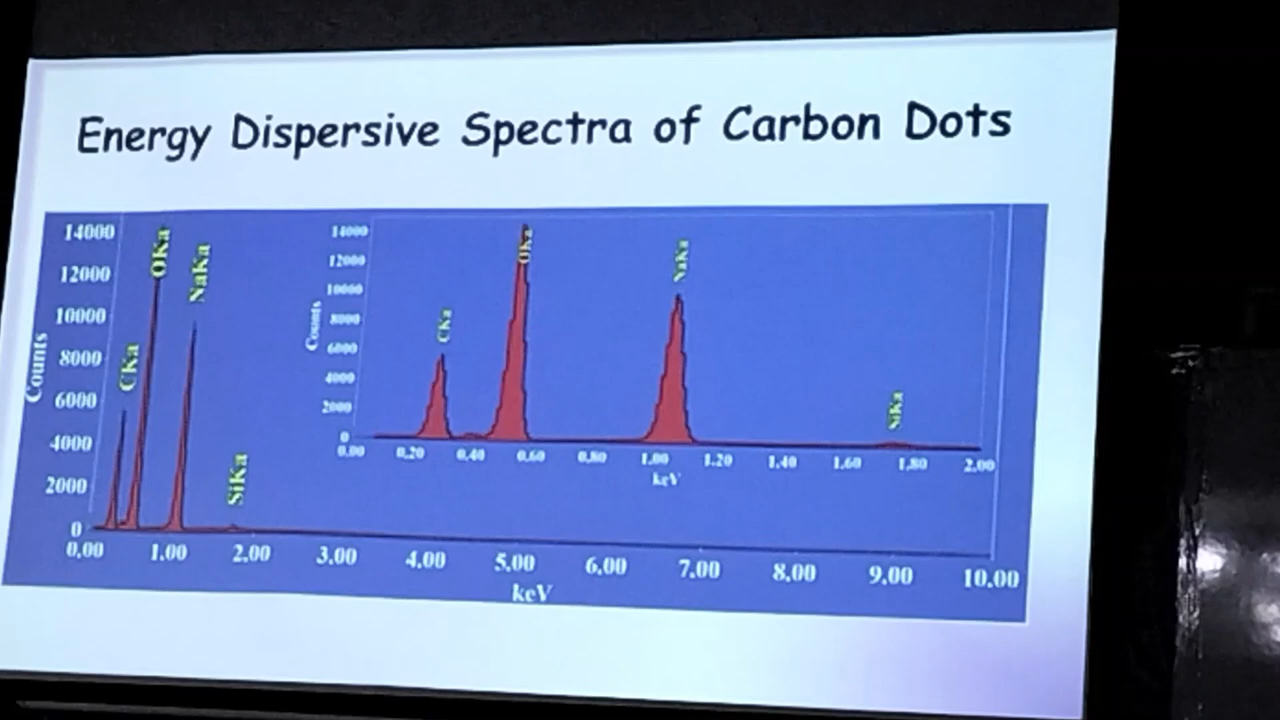 Energy Dispersive Spectra of Carbon Dots
14000
12000
10000
8000
6000
4000
2000
0
Counts
CKa
OKa
NaKa
SiKa
0.00 1.00 2.00 3.00 4.00 5.00 6.00 7.00 8.00 9.00 10.00
keV
14000
12000
10000
8000
6000
4000
2000
0
Counts
CKa
OKa
NaKa
SiKa
0.00 0.20 0.40 0.60 0.80 1.00 1.20 1.40 1.60 1.80 2.00
keV